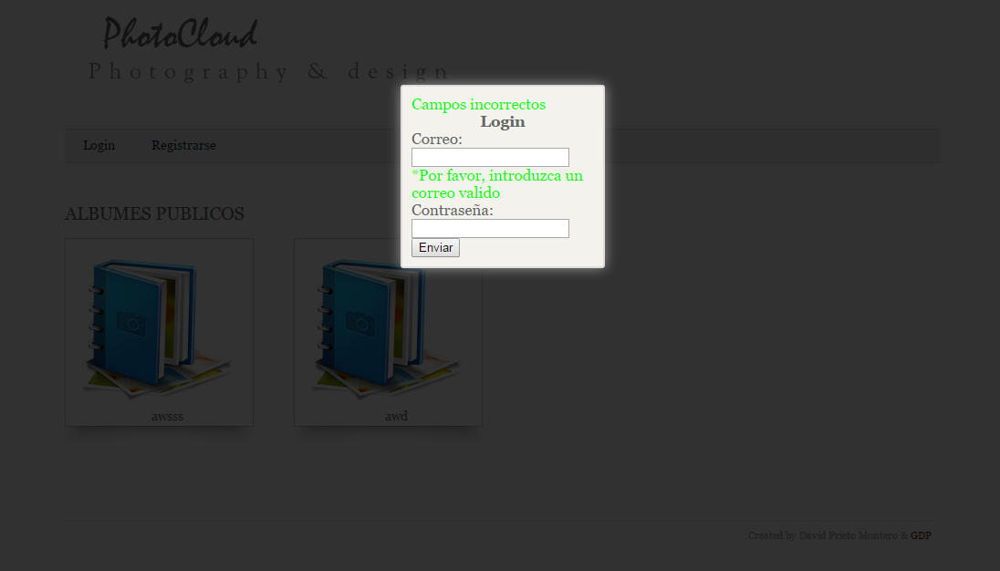 PhotoCloud
Photography & design
Login
Registrarse
Campos incorrectos
Login
Correo:
*Por favor, introduzca un
correo valido
Contraseña:
Enviar
ALBUMES PUBLICOS
awsss
awd
Created by David Prieto Montero & GDP